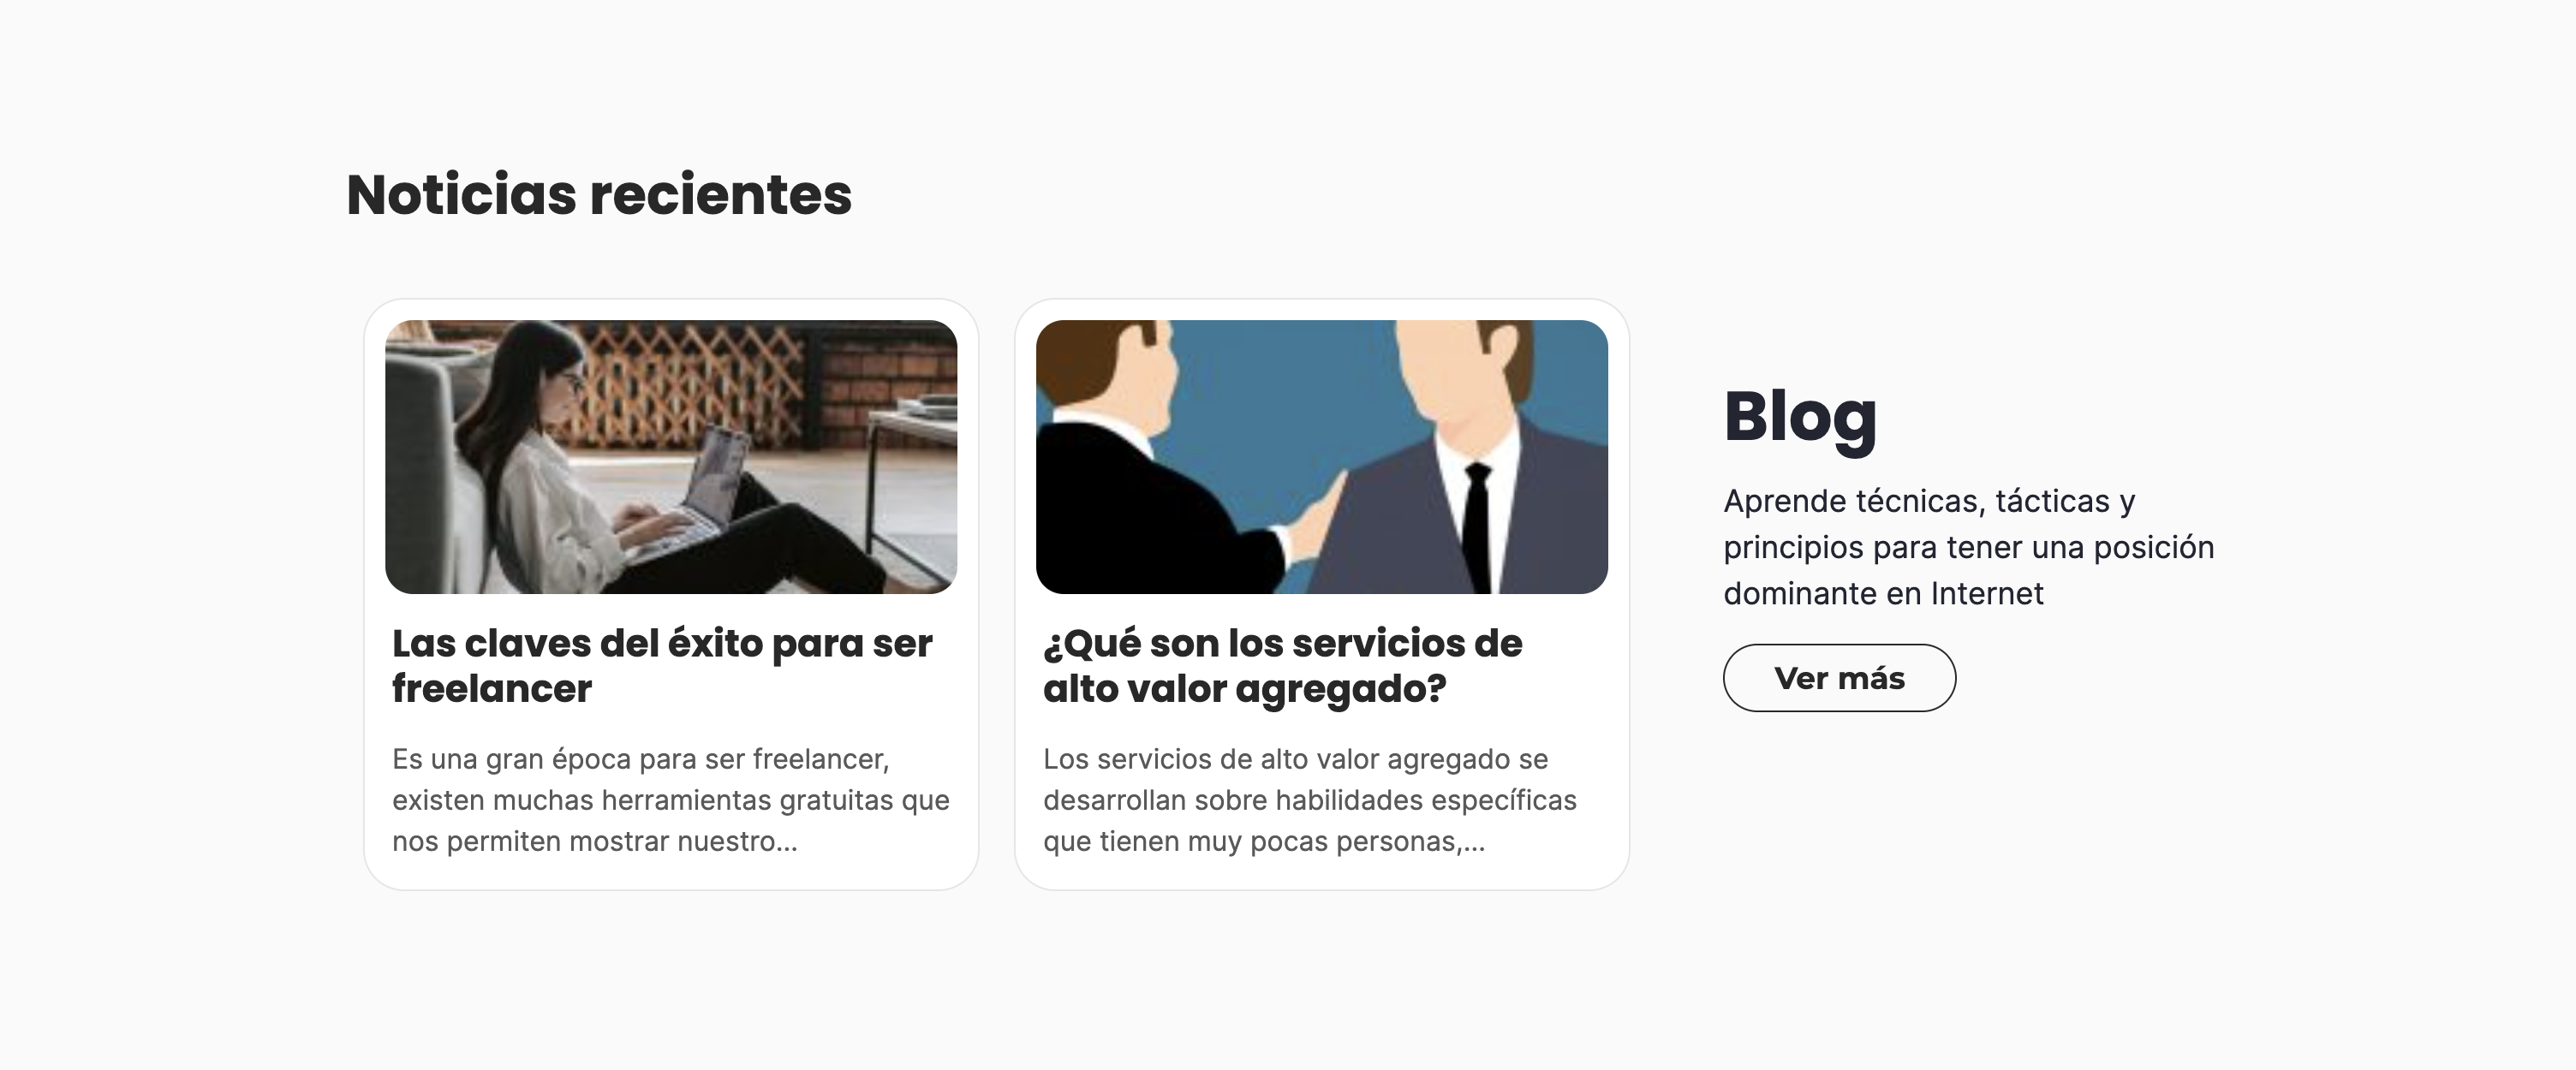 Noticias recientes
Las claves del éxito para ser
freelancer
Es una gran época para ser freelancer,
existen muchas herramientas gratuitas que
nos permiten mostrar nuestro...
¿Qué son los servicios de
alto valor agregado?
Los servicios de alto valor agregado se
desarrollan sobre habilidades específicas
que tienen muy pocas personas,...
Blog
Aprende técnicas, tácticas y
principios para tener una posición
dominante en Internet
Ver más